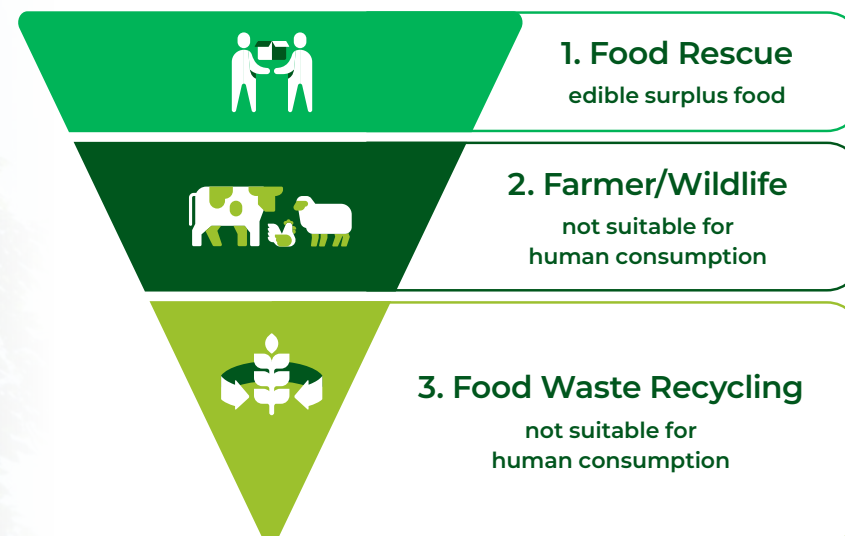 1. Food Rescue
edible surplus food
2. Farmer/Wildlife
not suitable for
human consumption
3. Food Waste Recycling
not suitable for
human consumption